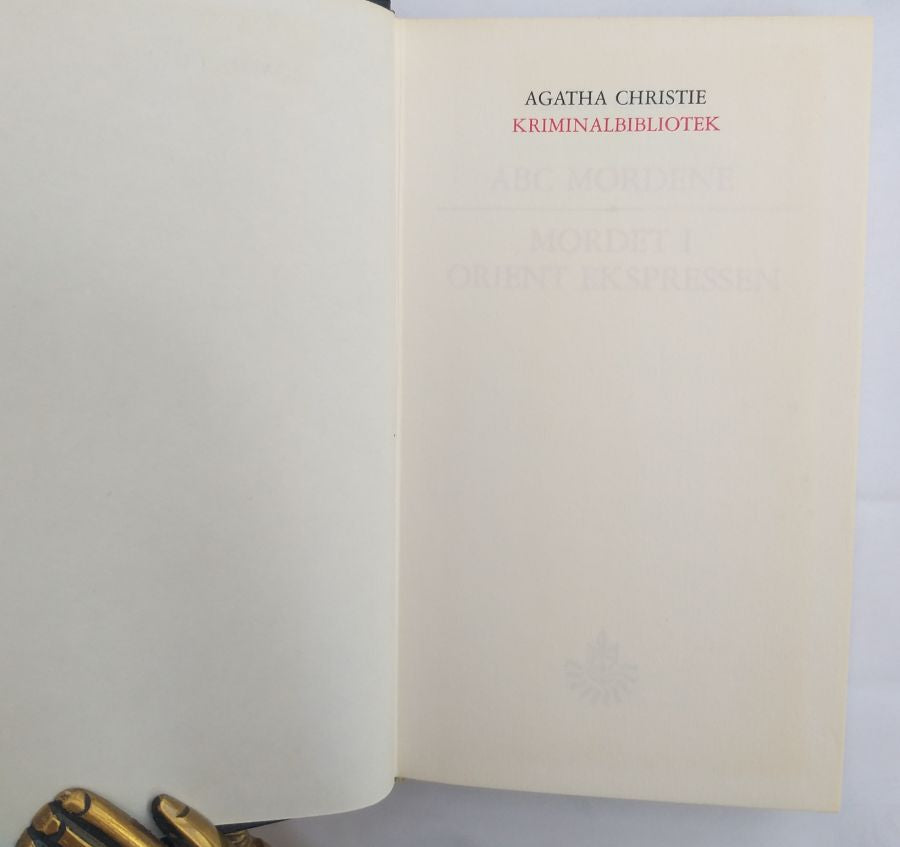 AGATHA CHRISTIE
KRIMINALBIBLIOTEK
ABC MORDENE
MORDET I
ORIENT EKSPRESSEN